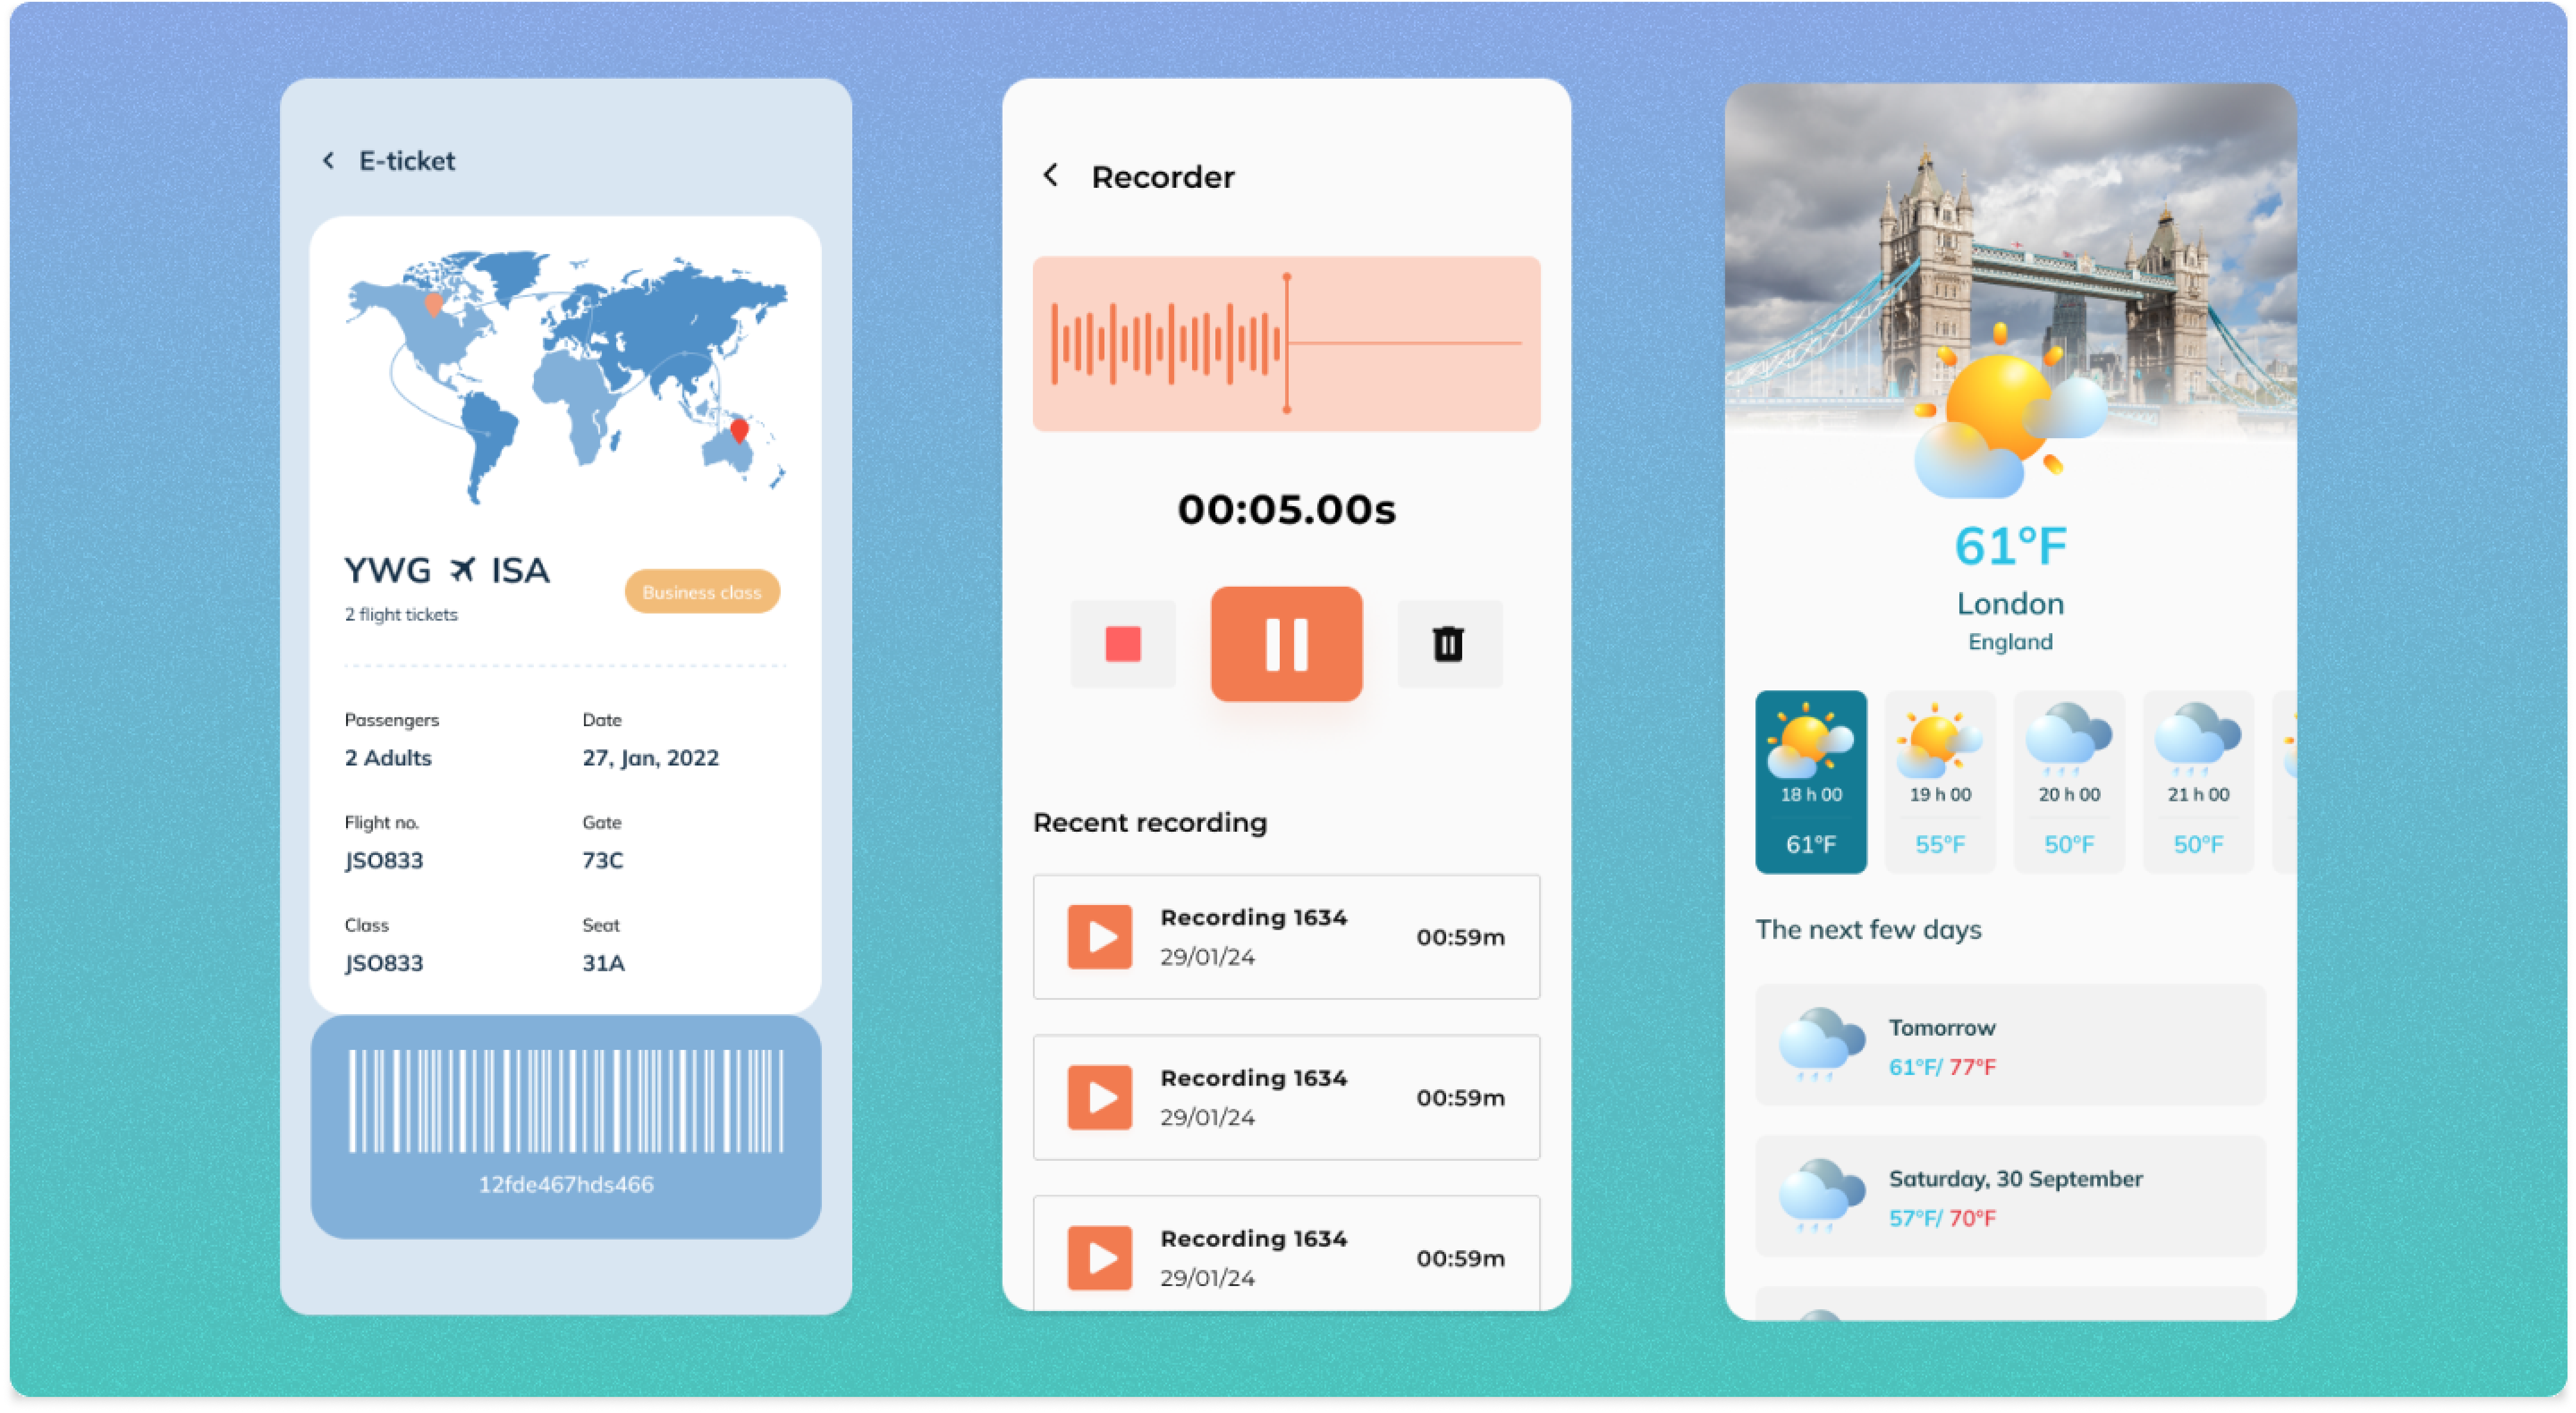 E-ticket
YWG ISA
2 flight tickets
Business class
Passengers
2 Adults
Date
27, Jan, 2022
Flight no.
JSO833
Gate
73C
Class
JSO833
Seat
31A
12fde467hds466
Recorder
00:05.00s
Recent recording
Recording 1634
29/01/24
00:59m
Recording 1634
29/01/24
00:59m
Recording 1634
29/01/24
00:59m
61°F
London
England
18 h 00
61°F
19 h 00
55°F
20 h 00
50°F
21 h 00
50°F
The next few days
Tomorrow
61°F/ 77°F
Saturday, 30 September
57°F/ 70°F